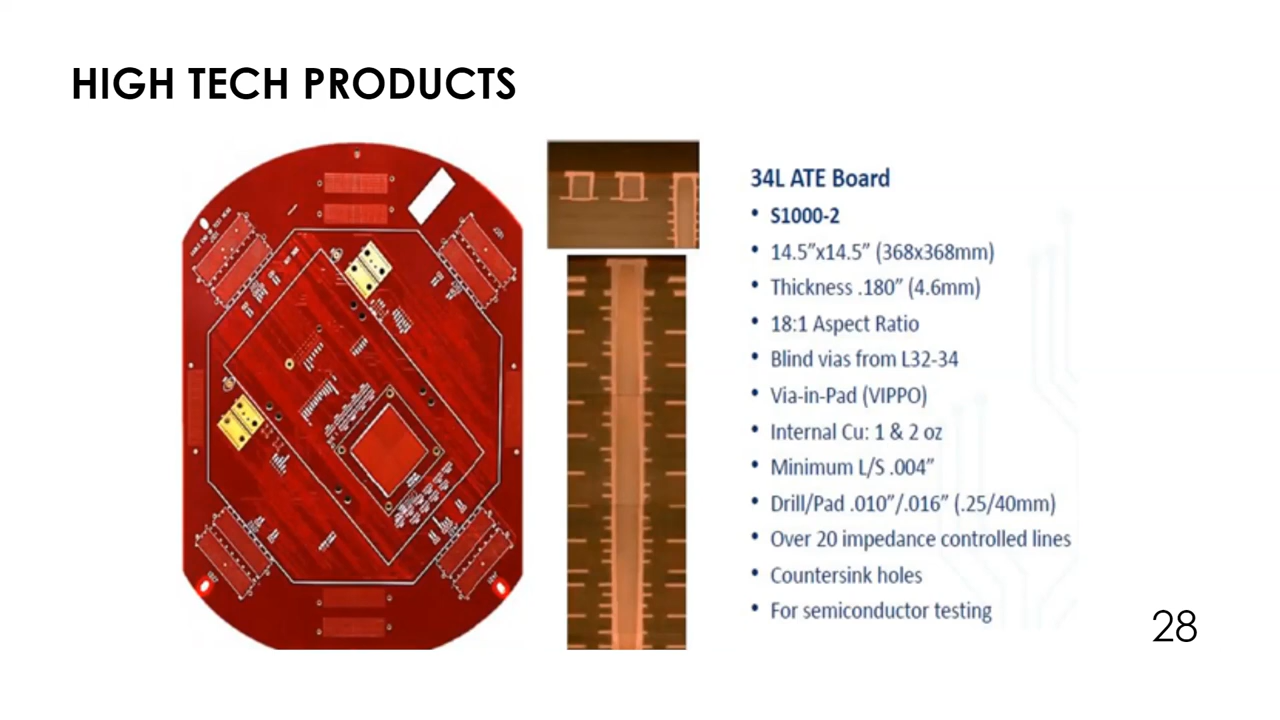 HIGH TECH PRODUCTS
34L ATE Board
• S1000-2
• 14.5”x14.5” (368x368mm)
• Thickness .180” (4.6mm)
• 18:1 Aspect Ratio
• Blind vias from L32-34
• Via-in-Pad (VIPPO)
• Internal Cu: 1 & 2 oz
• Minimum L/S .004”
• Drill/Pad .010”/.016” (.25/40mm)
• Over 20 impedance controlled lines
• Countersink holes
• For semiconductor testing
28